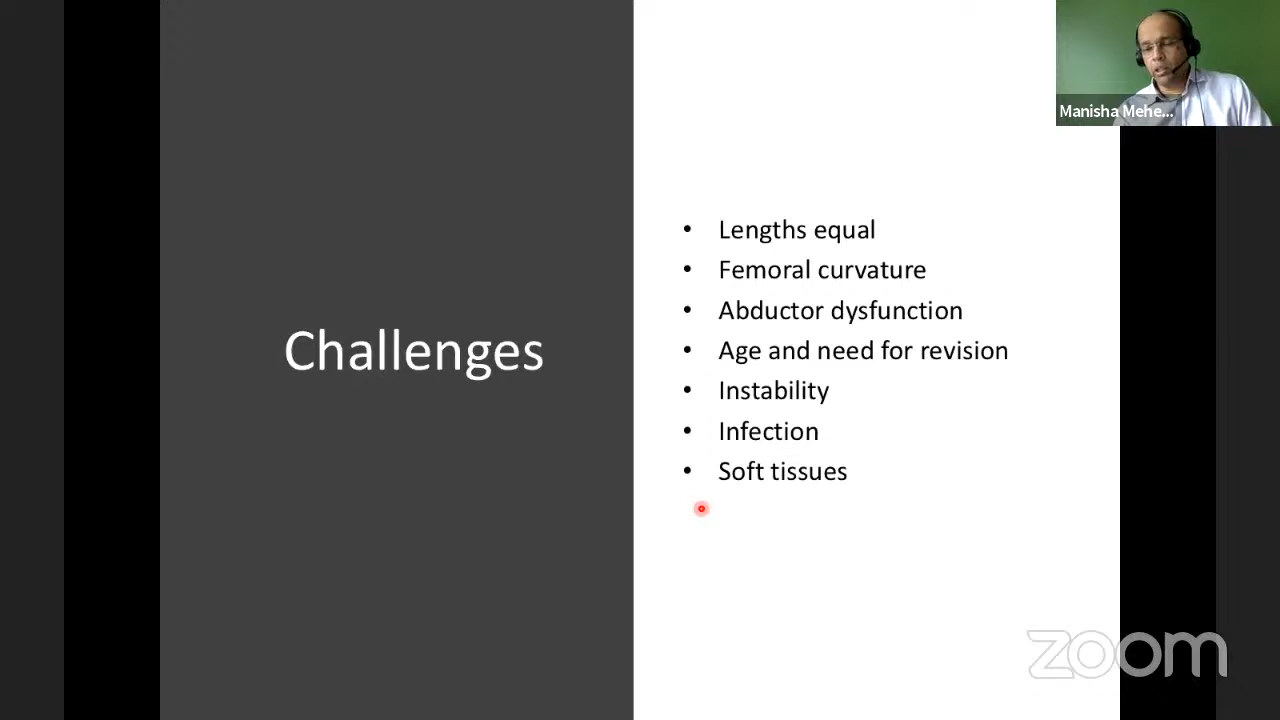 Manisha Mehe...
Challenges
• Lengths equal
• Femoral curvature
• Abductor dysfunction
• Age and need for revision
• Instability
• Infection
• Soft tissues
zoom